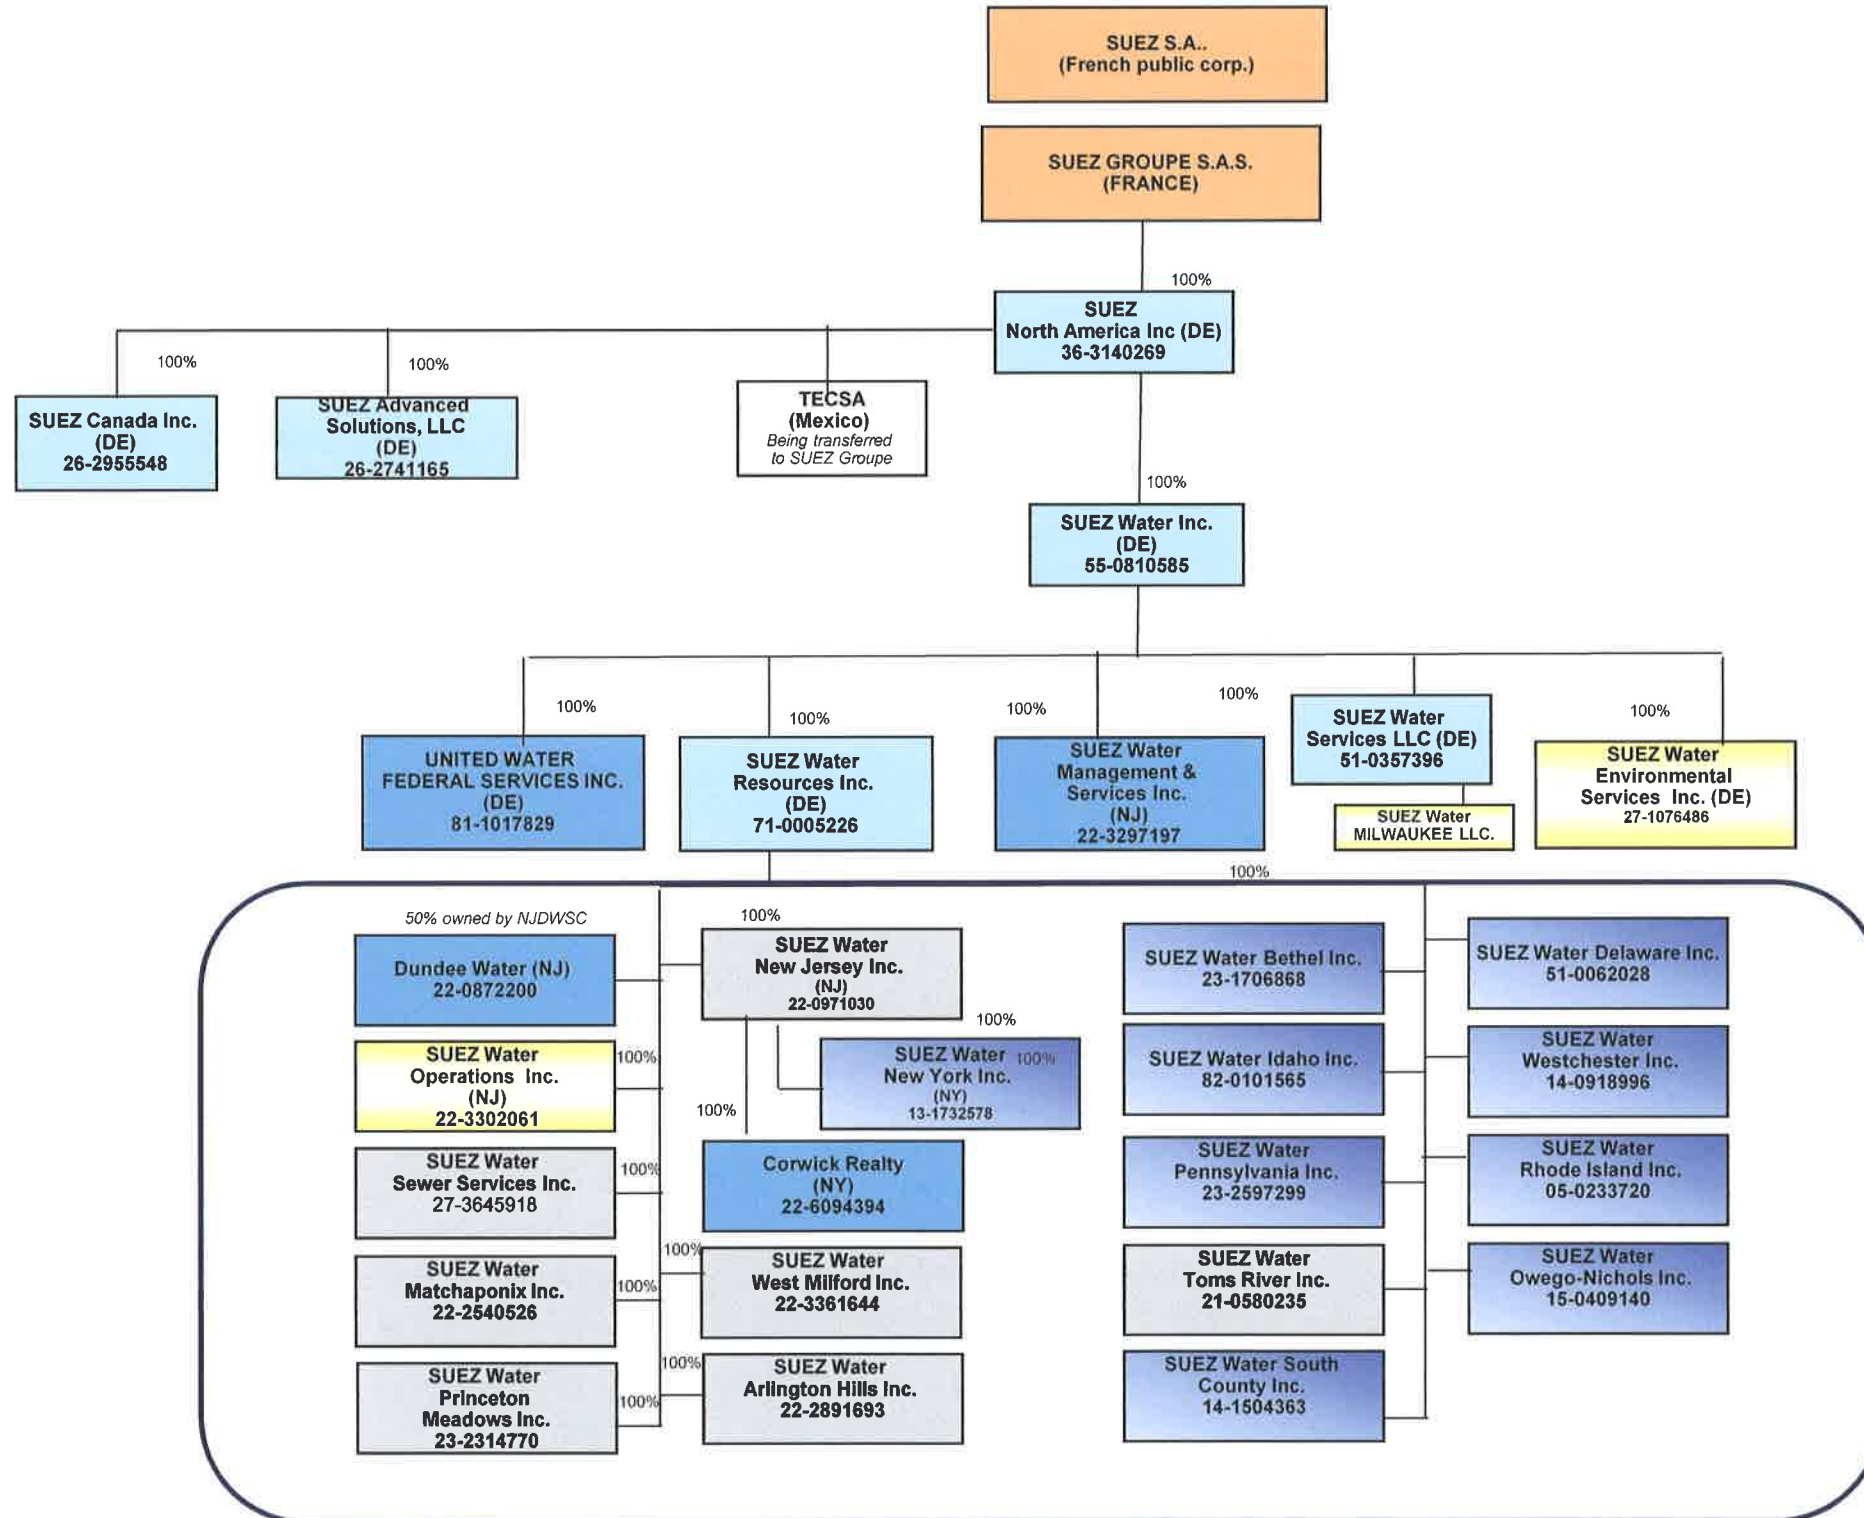 SUEZ S.A..
(French public corp.)
SUEZ GROUPE S.A.S.
(FRANCE)
100%
SUEZ
North America Inc (DE)
36-3140269
100%
100%
SUEZ Canada Inc.
(DE)
26-2955548
SUEZ Advanced
Solutions, LLC
(DE)
26-2741165
TECSA
(Mexico)
Being transferred
to SUEZ Groupe
100%
SUEZ Water Inc.
(DE)
55-0810585
100%
100%
100%
100%
100%
UNITED WATER
FEDERAL SERVICES INC.
(DE)
81-1017829
SUEZ Water
Resources Inc.
(DE)
71-0005226
SUEZ Water
Management &
Services Inc.
(NJ)
22-3297197
SUEZ Water
Services LLC (DE)
51-0357396
SUEZ Water
MILWAUKEE LLC.
SUEZ Water
Environmental
Services Inc. (DE)
27-1076486
100%
50% owned by NJDWSC
Dundee Water (NJ)
22-0872200
100%
SUEZ Water
New Jersey Inc.
(NJ)
22-0971030
100%
SUEZ Water
Operations Inc.
(NJ)
22-3302061
100%
SUEZ Water 100%
New York Inc.
(NY)
13-1732578
100%
SUEZ Water
Sewer Services Inc.
27-3645918
100%
Corwick Realty
(NY)
22-6094394
SUEZ Water
Matchaponix Inc.
22-2540526
100%
100%
SUEZ Water
West Milford Inc.
22-3361644
SUEZ Water
Princeton
Meadows Inc.
23-2314770
100%
100%
SUEZ Water
Arlington Hills Inc.
22-2891693
SUEZ Water Bethel Inc.
23-1706868
SUEZ Water Delaware Inc.
51-0062028
SUEZ Water Idaho Inc.
82-0101565
SUEZ Water
Westchester Inc.
14-0918996
SUEZ Water
Pennsylvania Inc.
23-2597299
SUEZ Water
Rhode Island Inc.
05-0233720
SUEZ Water
Toms River Inc.
21-0580235
SUEZ Water
Owego-Nichols Inc.
15-0409140
SUEZ Water South
County Inc.
14-1504363